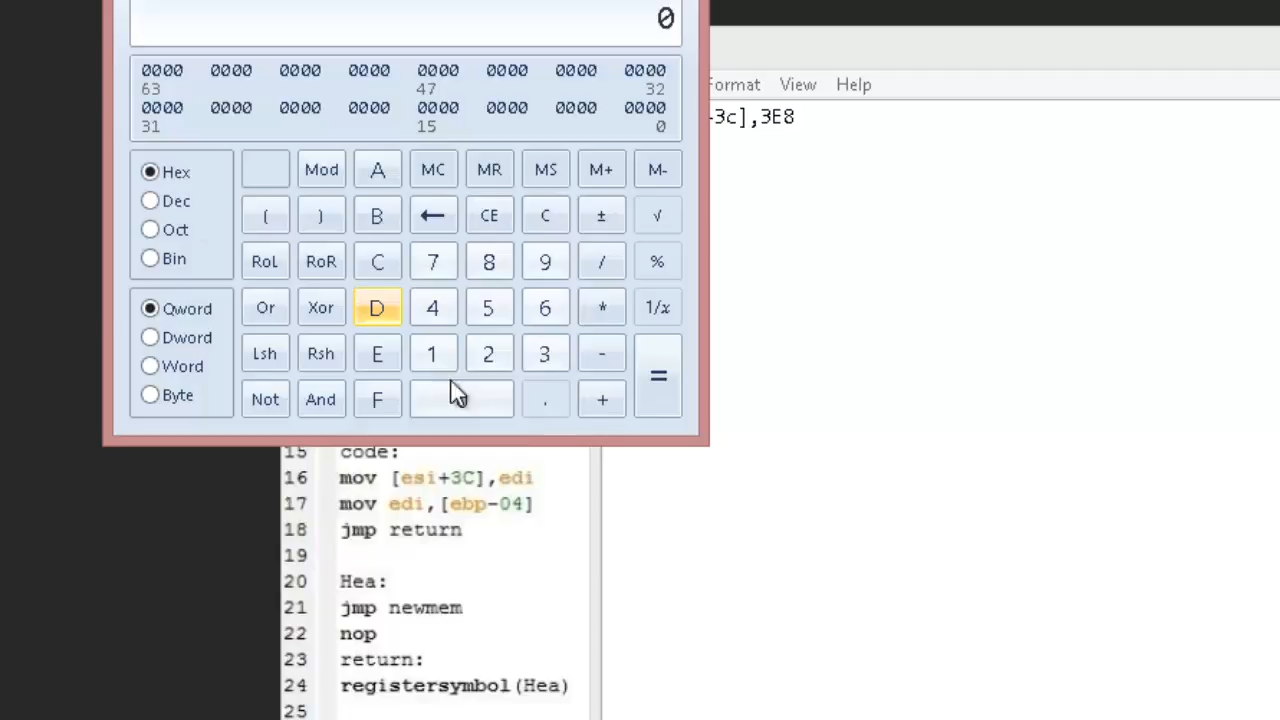 0
0000 0000 0000 0000 0000 0000 0000 0000
63 47 32
0000 0000 0000 0000 0000 0000 0000 0000
31 15 0
Hex
Dec
Oct
Bin
Qword
Dword
Word
Byte
Mod A MC MR MS M+ M-
( ) B ← CE C ± √
RoL RoR C 7 8 9 / %
Or Xor D 4 5 6 * 1/x
Lsh Rsh E 1 2 3 - =
Not And F . +
Format View Help
-3c],3E8
15 code:
16 mov [esi+3C],edi
17 mov edi,[ebp-04]
18 jmp return
19
20 Hea:
21 jmp newmem
22 nop
23 return:
24 registersymbol(Hea)
25